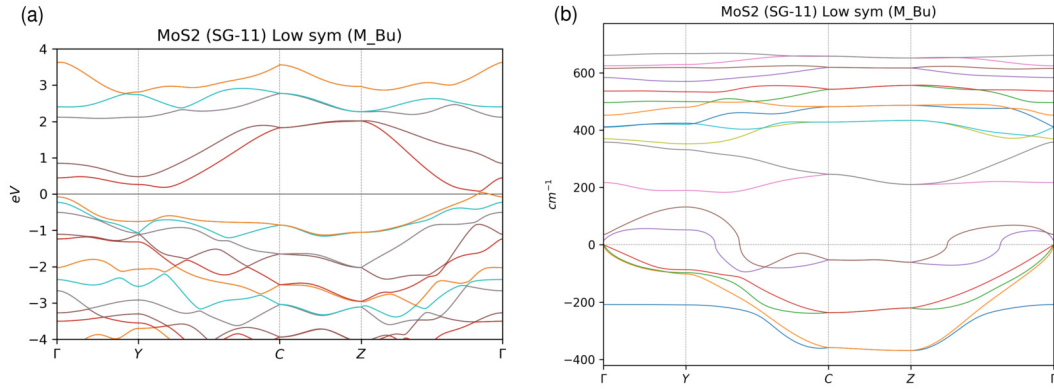 (a)
MoS2 (SG-11) Low sym (M_Bu)
4
3
2
1
0
−1
−2
−3
−4
eV
Γ Y C Z Γ
(b)
MoS2 (SG-11) Low sym (M_Bu)
600
400
200
0
−200
−400
cm⁻¹
Γ Y C Z Γ